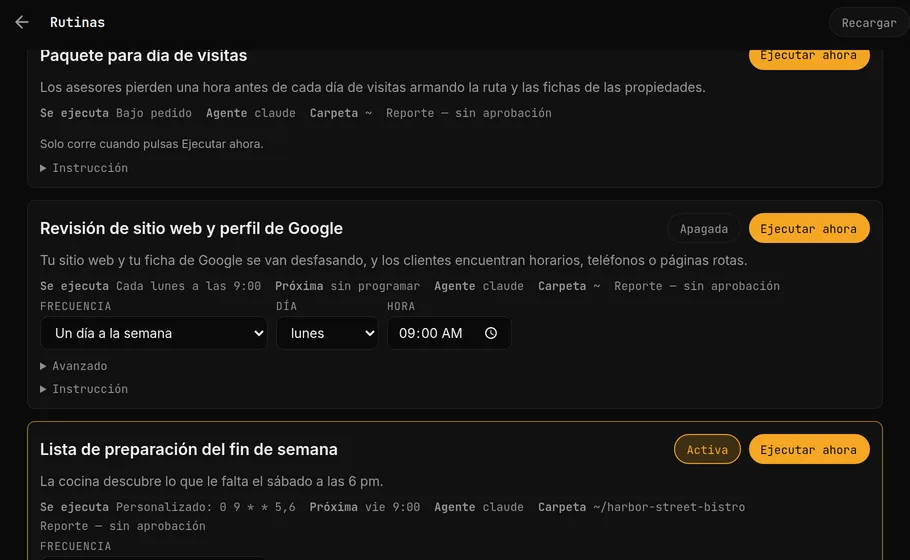 Rutinas
Recargar
Paquete para día de visitas
Ejecutar ahora
Los asesores pierden una hora antes de cada día de visitas armando la ruta y las fichas de las propiedades.
Se ejecuta Bajo pedido Agente claude Carpeta ~ Reporte — sin aprobación
Solo corre cuando pulsas Ejecutar ahora.
Instrucción
Revisión de sitio web y perfil de Google
Apagada
Ejecutar ahora
Tu sitio web y tu ficha de Google se van desfasando, y los clientes encuentran horarios, teléfonos o páginas rotas.
Se ejecuta Cada lunes a las 9:00 Próxima sin programar Agente claude Carpeta ~ Reporte — sin aprobación
FRECUENCIA DÍA HORA
Un día a la semana lunes 09:00 AM
Avanzado
Instrucción
Lista de preparación del fin de semana
Activa
Ejecutar ahora
La cocina descubre lo que le falta el sábado a las 6 pm.
Se ejecuta Personalizado: 0 9 * * 5,6 Próxima vie 9:00 Agente claude Carpeta ~/harbor-street-bistro
Reporte — sin aprobación
FRECUENCIA